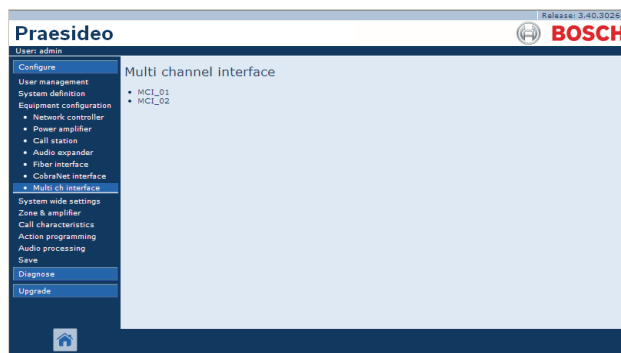 Release: 3.40.3026
Praesideo
BOSCH
User: admin
Configure
User management
System definition
Equipment configuration
• Network controller
• Power amplifier
• Call station
• Audio expander
• Fiber interface
• CobraNet interface
• Multi ch interface
System wide settings
Zone & amplifier
Call characteristics
Action programming
Audio processing
Save
Diagnose
Upgrade
Multi channel interface
• MCI_01
• MCI_02